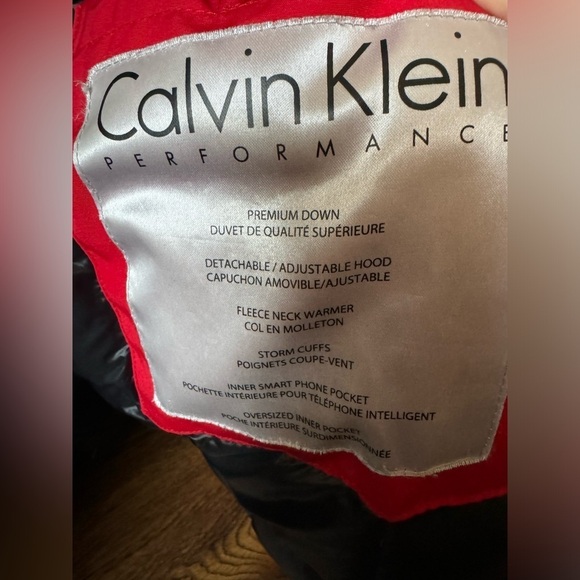 Calvin Klein
PERFORMANCE
PREMIUM DOWN
DUVET DE QUALITÉ SUPÉRIEURE
DETACHABLE / ADJUSTABLE HOOD
CAPUCHON AMOVIBLE/AJUSTABLE
FLEECE NECK WARMER
COL EN MOLLETON
STORM CUFFS
POIGNETS COUPE-VENT
INNER SMART PHONE POCKET
POCHETTE INTÉRIEURE POUR TÉLÉPHONE INTELLIGENT
OVERSIZED INNER POCKET
POCHE INTÉRIEURE SURDIMENSIONNÉE